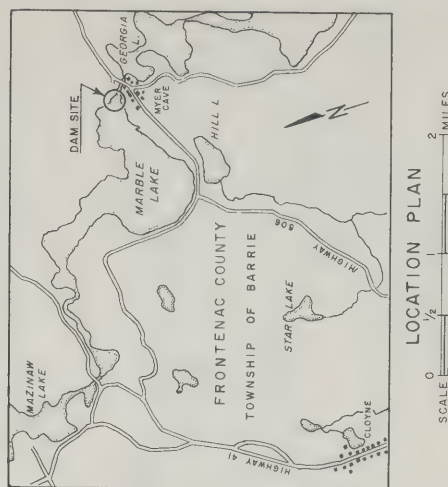 DAM SITE
GEORGIA
L.
MYER
CAVE
MARBLE
LAKE
HILL L
MAZINAW
LAKE
FRONTENAC COUNTY
TOWNSHIP OF BARRIE
HIGHWAY 506
STAR LAKE
HIGHWAY 41
CLOYNE
N
LOCATION PLAN
SCALE 0 1/2 1 2 MILES